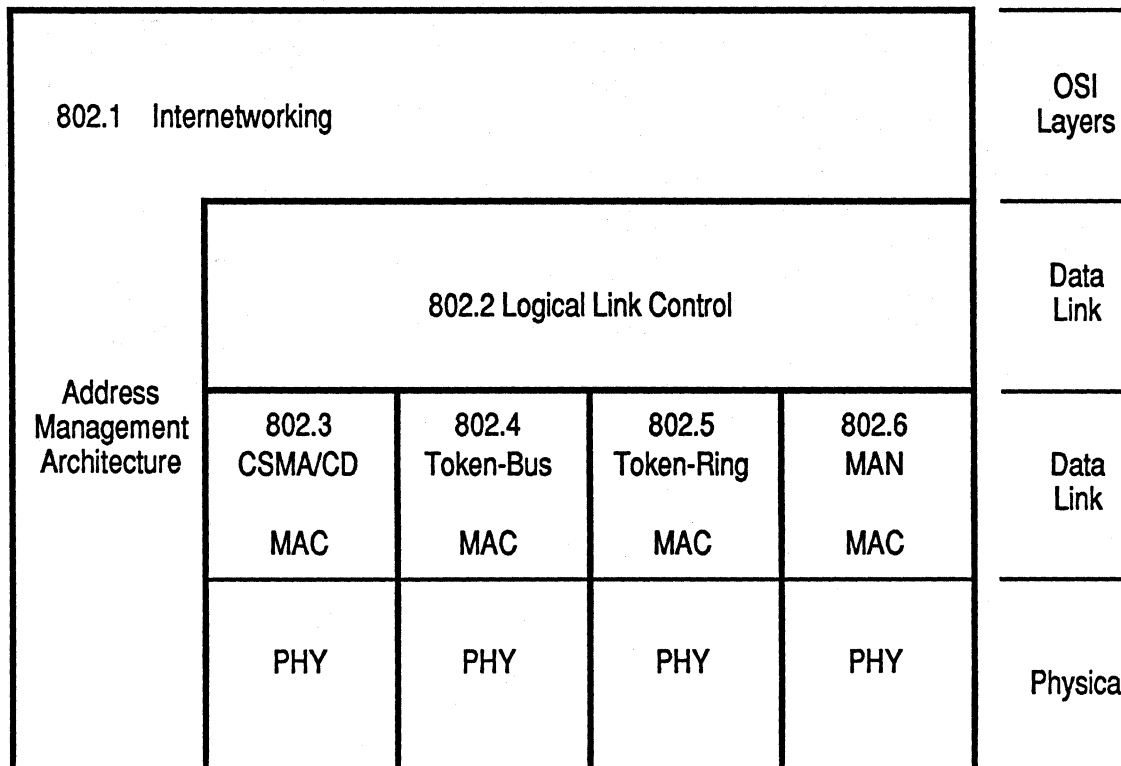 802.1 Internetworking
OSI
Layers
802.2 Logical Link Control
Data
Link
Address
Management
Architecture
802.3
CSMA/CD
MAC
802.4
Token-Bus
MAC
802.5
Token-Ring
MAC
802.6
MAN
MAC
Data
Link
PHY
PHY
PHY
PHY
Physica